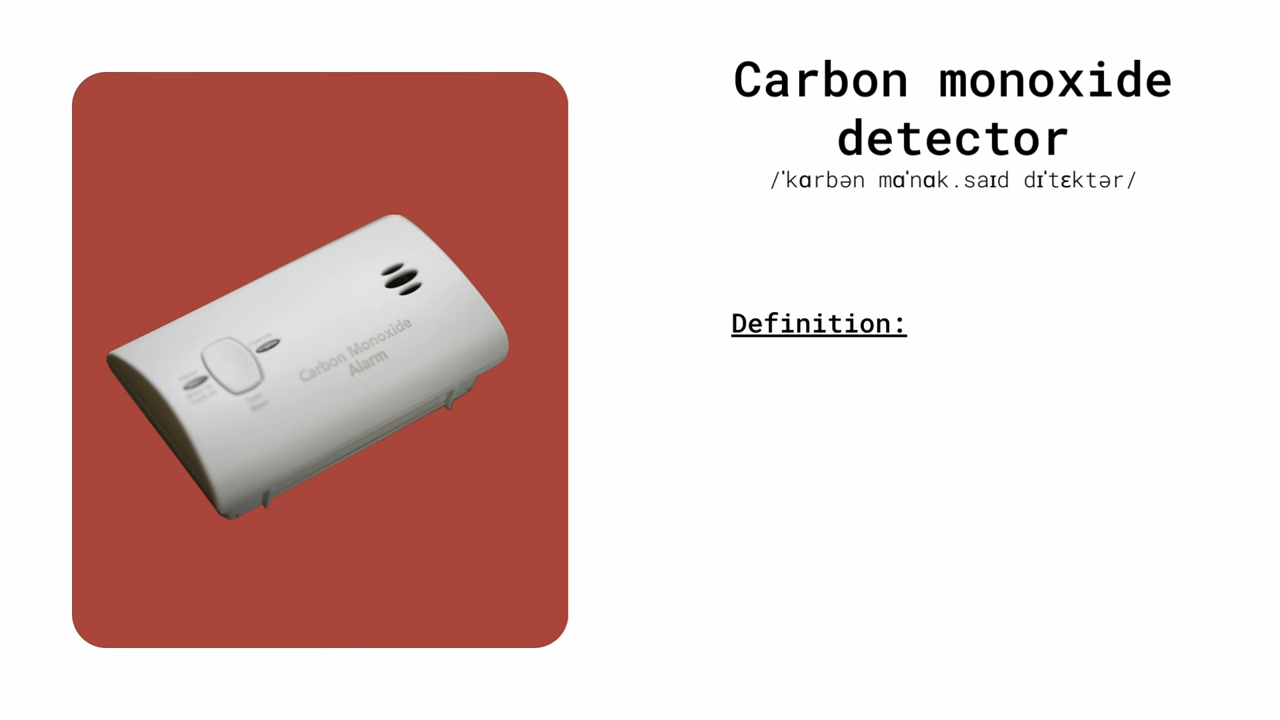 Carbon monoxide
detector
/ˈkɑrbən mɑˈnɑk.saɪd dɪˈtɛktər/
Definition:
Carbon Monoxide
Alarm